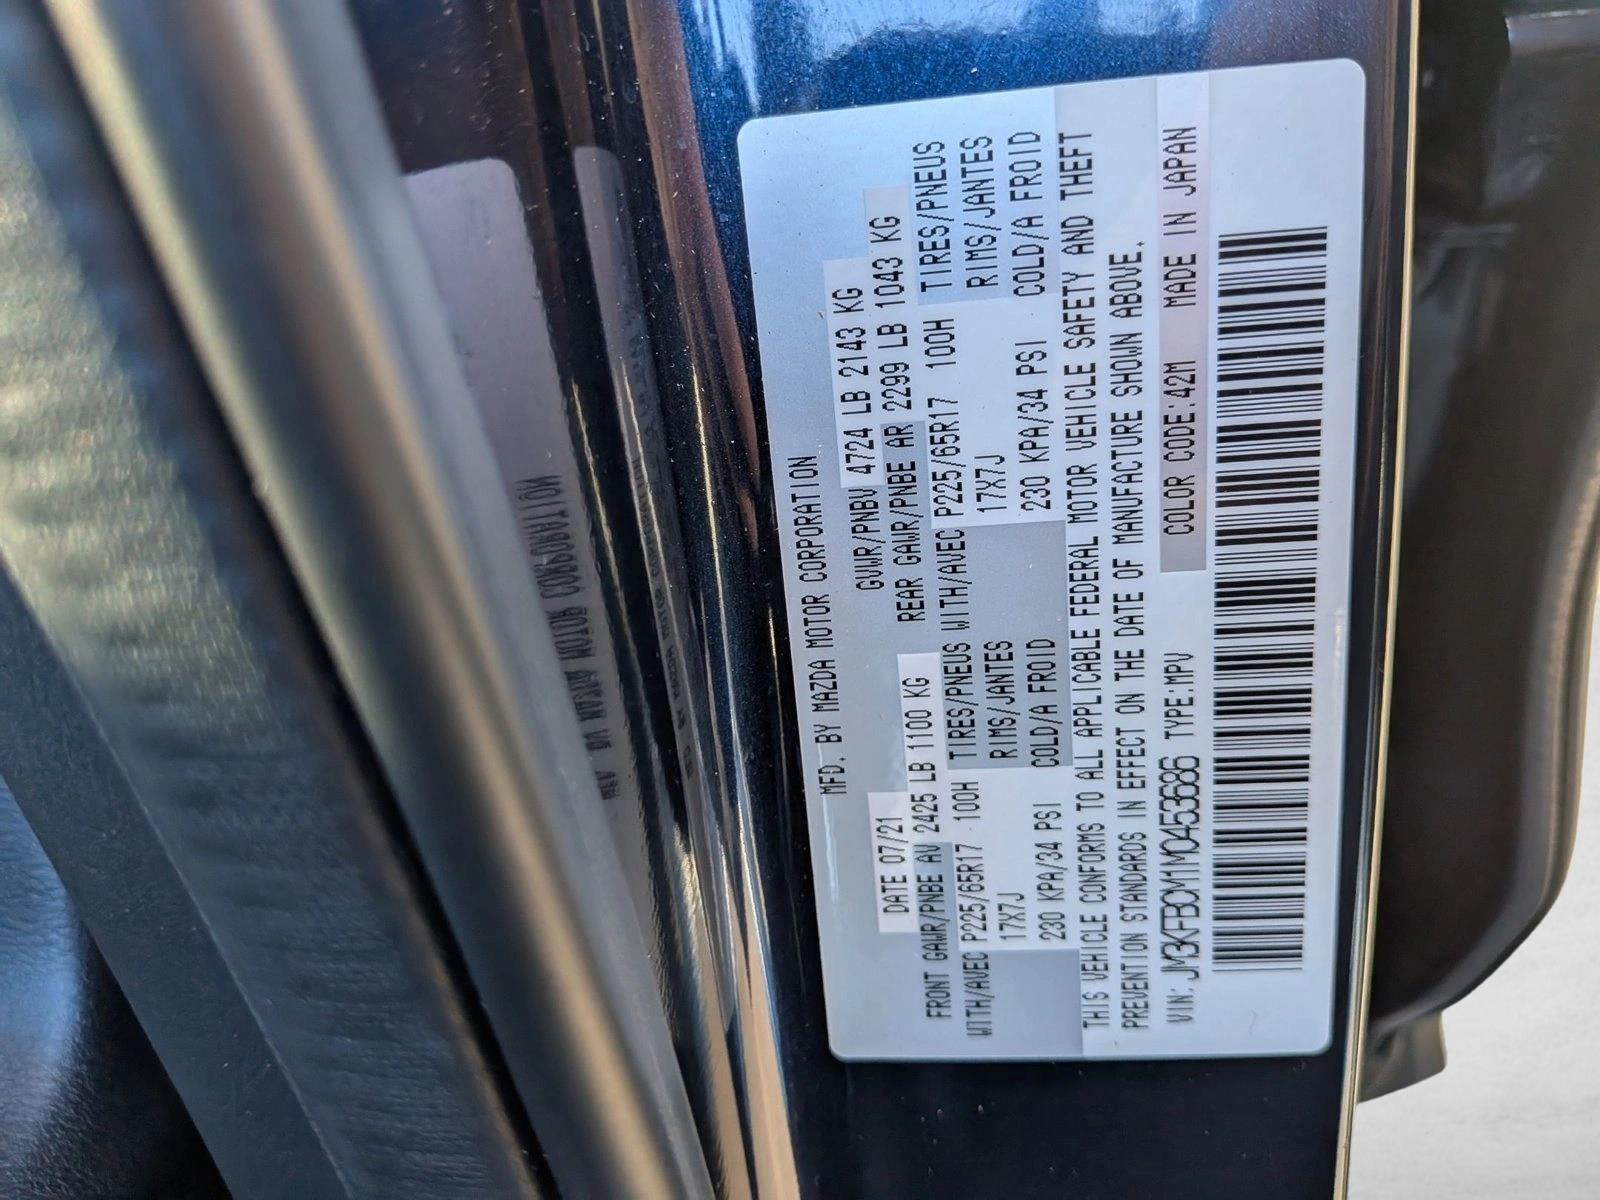 MFD. BY MAZDA MOTOR CORPORATION
DATE 07/21 GVWR/PNBV 4724 LB 2143 KG
FRONT GAWR/PNBE AV 2425 LB 1100 KG REAR GAWR/PNBE AR 2299 LB 1043 KG
WITH/AVEC P225/65R17 100H TIRES/PNEUS WITH/AVEC P225/65R17 100H TIRES/PNEUS
17X7J RIMS/JANTES 17X7J RIMS/JANTES
230 KPA/34 PSI COLD/A FROID 230 KPA/34 PSI COLD/A FROID
THIS VEHICLE CONFORMS TO ALL APPLICABLE FEDERAL MOTOR VEHICLE SAFETY AND THEFT
PREVENTION STANDARDS IN EFFECT ON THE DATE OF MANUFACTURE SHOWN ABOVE.
VIN: JM3KFBCM1M0453686 TYPE:MPV COLOR CODE:42M MADE IN JAPAN